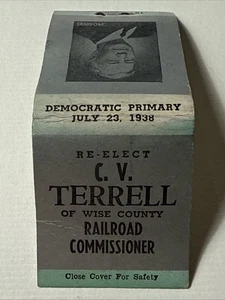 DEMOCRATIC PRIMARY
JULY 23, 1938
RE-ELECT
C. V.
TERRELL
OF WISE COUNTY
RAILROAD
COMMISSIONER
Close Cover For Safety